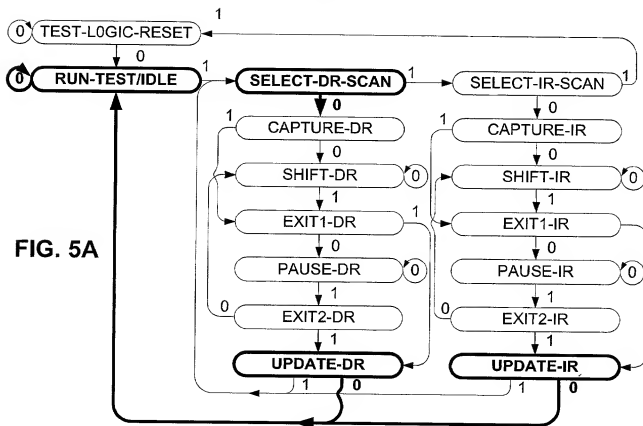 1
0 TEST-L0GIC-RESET
0
0 RUN-TEST/IDLE 1 SELECT-DR-SCAN 1 SELECT-IR-SCAN 1
0 0
1 CAPTURE-DR 1 CAPTURE-IR
0 0
SHIFT-DR 0 SHIFT-IR 0
1 1
EXIT1-DR 1 EXIT1-IR
FIG. 5A
0 0
PAUSE-DR 0 PAUSE-IR 0
1 1
0 EXIT2-DR 0 EXIT2-IR
1 1
UPDATE-DR UPDATE-IR
1 0 1 0